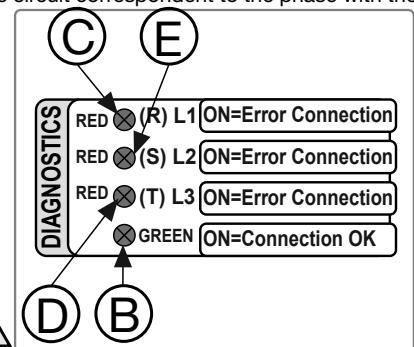 circuit correspondent to the phase with the
C E
DIAGNOSTICS
RED (R) L1 ON=Error Connection
RED (S) L2 ON=Error Connection
RED (T) L3 ON=Error Connection
GREEN ON=Connection OK
D B